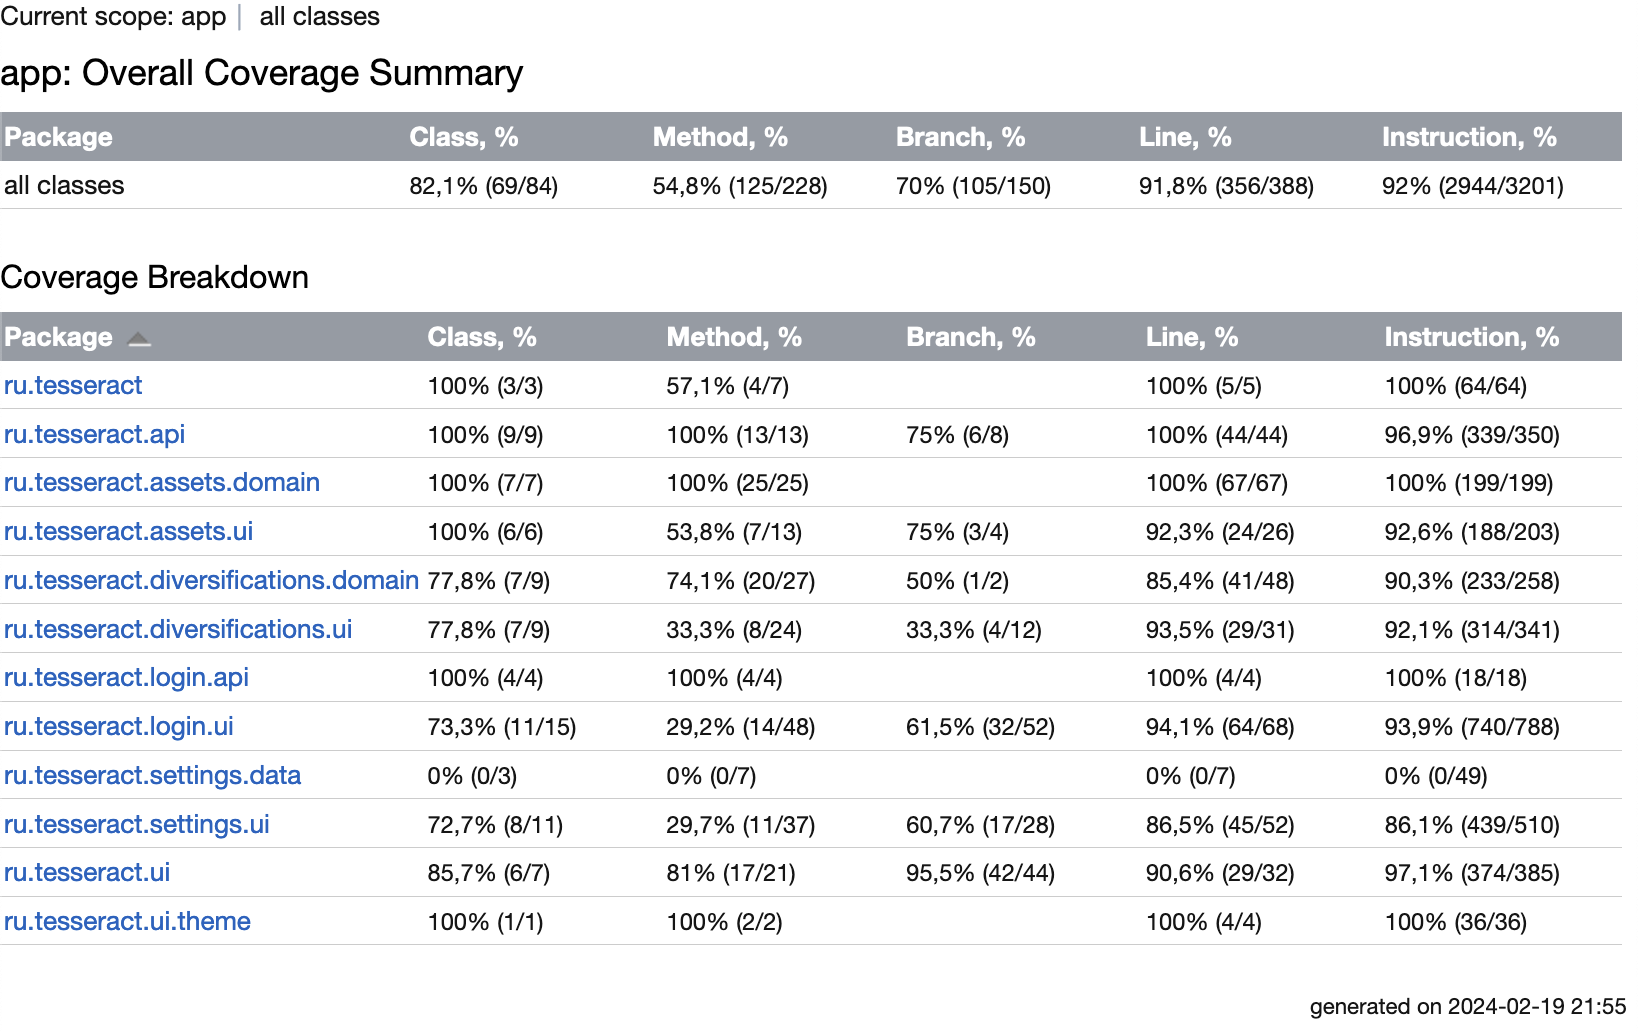 Current scope: app | all classes
app: Overall Coverage Summary
Package Class, % Method, % Branch, % Line, % Instruction, %
all classes 82,1% (69/84) 54,8% (125/228) 70% (105/150) 91,8% (356/388) 92% (2944/3201)
Coverage Breakdown
Package Class, % Method, % Branch, % Line, % Instruction, %
ru.tesseract 100% (3/3) 57,1% (4/7) 100% (5/5) 100% (64/64)
ru.tesseract.api 100% (9/9) 100% (13/13) 75% (6/8) 100% (44/44) 96,9% (339/350)
ru.tesseract.assets.domain 100% (7/7) 100% (25/25) 100% (67/67) 100% (199/199)
ru.tesseract.assets.ui 100% (6/6) 53,8% (7/13) 75% (3/4) 92,3% (24/26) 92,6% (188/203)
ru.tesseract.diversifications.domain 77,8% (7/9) 74,1% (20/27) 50% (1/2) 85,4% (41/48) 90,3% (233/258)
ru.tesseract.diversifications.ui 77,8% (7/9) 33,3% (8/24) 33,3% (4/12) 93,5% (29/31) 92,1% (314/341)
ru.tesseract.login.api 100% (4/4) 100% (4/4) 100% (4/4) 100% (18/18)
ru.tesseract.login.ui 73,3% (11/15) 29,2% (14/48) 61,5% (32/52) 94,1% (64/68) 93,9% (740/788)
ru.tesseract.settings.data 0% (0/3) 0% (0/7) 0% (0/7) 0% (0/49)
ru.tesseract.settings.ui 72,7% (8/11) 29,7% (11/37) 60,7% (17/28) 86,5% (45/52) 86,1% (439/510)
ru.tesseract.ui 85,7% (6/7) 81% (17/21) 95,5% (42/44) 90,6% (29/32) 97,1% (374/385)
ru.tesseract.ui.theme 100% (1/1) 100% (2/2) 100% (4/4) 100% (36/36)
generated on 2024-02-19 21:55